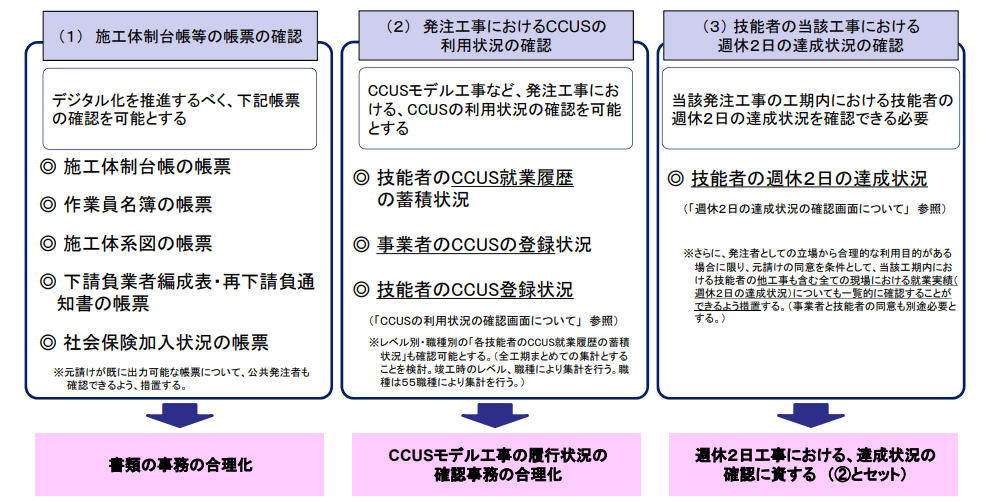 (1) 施工体制台帳等の帳票の確認
デジタル化を推進するべく、下記帳票
の確認を可能とする
◎ 施工体制台帳の帳票
◎ 作業員名簿の帳票
◎ 施工体系図の帳票
◎ 下請負業者編成表・再下請負通
知書の帳票
◎ 社会保険加入状況の帳票
※元請けが既に出力可能な帳票について、公共発注者も
確認できるよう、措置する。
書類の事務の合理化
(2) 発注工事におけるCCUSの
利用状況の確認
CCUSモデル工事など、発注工事にお
ける、CCUSの利用状況の確認を可能
とする
◎ 技能者のCCUS就業履歴
の蓄積状況
◎ 事業者のCCUSの登録状況
◎ 技能者のCCUS登録状況
(「CCUSの利用状況の確認画面について」 参照)
※レベル別・職種別の「各技能者のCCUS就業履歴の蓄積
状況」も確認可能とする。(全工期まとめての集計とする
ことを検討。竣工時のレベル、職種により集計を行う。職
種は55職種により集計を行う。)
CCUSモデル工事の履行状況の
確認事務の合理化
(3) 技能者の当該工事における
週休2日の達成状況の確認
当該発注工事の工期内における技能者の
週休2日の達成状況を確認できる必要
◎ 技能者の週休2日の達成状況
(「週休2日の達成状況の確認画面について」 参照)
※さらに、発注者としての立場から合理的な利用目的がある
場合に限り、元請けの同意を条件として、当該工期内にお
ける技能者の他工事も含む全ての現場における就業実績(
週休2日の達成状況)についても一覧的に確認することが
できるよう措置する。(事業者と技能者の同意も別途必要と
する。)
週休2日工事における、達成状況の
確認に資する (②とセット)